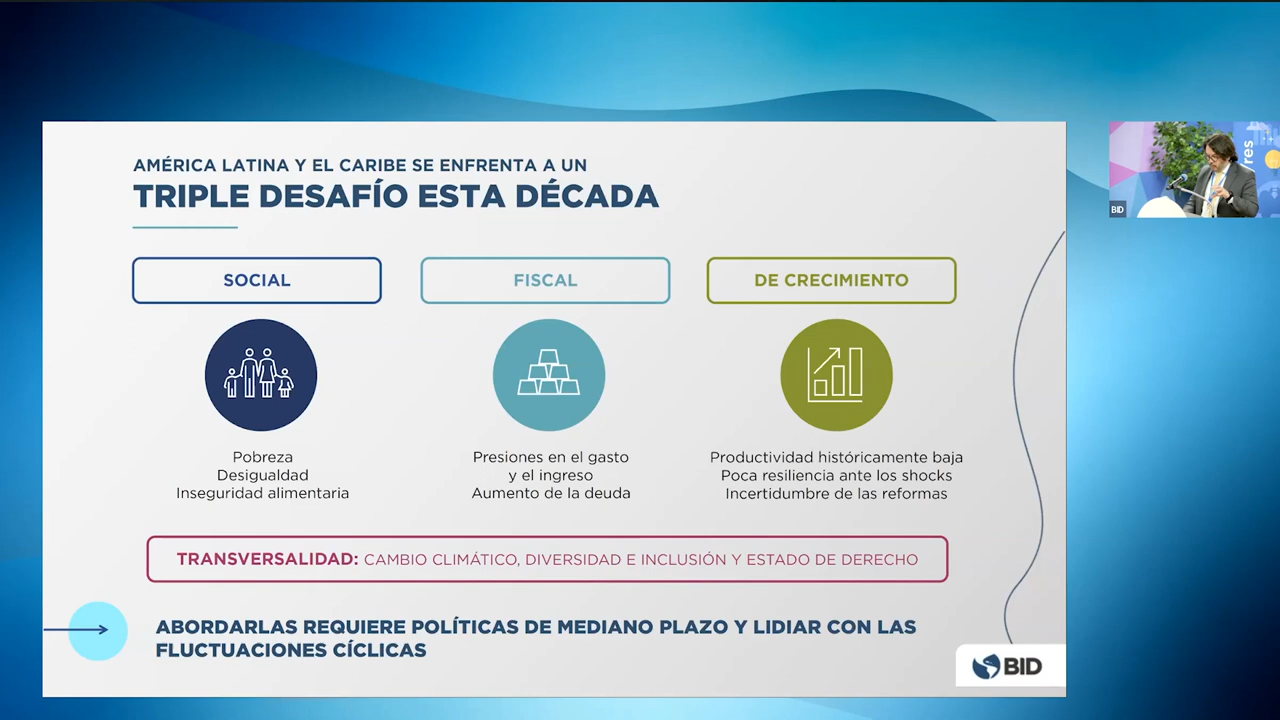 AMÉRICA LATINA Y EL CARIBE SE ENFRENTA A UN
TRIPLE DESAFÍO ESTA DÉCADA
SOCIAL
FISCAL
DE CRECIMIENTO
Pobreza
Desigualdad
Inseguridad alimentaria
Presiones en el gasto
y el ingreso
Aumento de la deuda
Productividad históricamente baja
Poca resiliencia ante los shocks
Incertidumbre de las reformas
TRANSVERSALIDAD: CAMBIO CLIMÁTICO, DIVERSIDAD E INCLUSIÓN Y ESTADO DE DERECHO
ABORDARLAS REQUIERE POLÍTICAS DE MEDIANO PLAZO Y LIDIAR CON LAS
FLUCTUACIONES CÍCLICAS
BID
res
BID